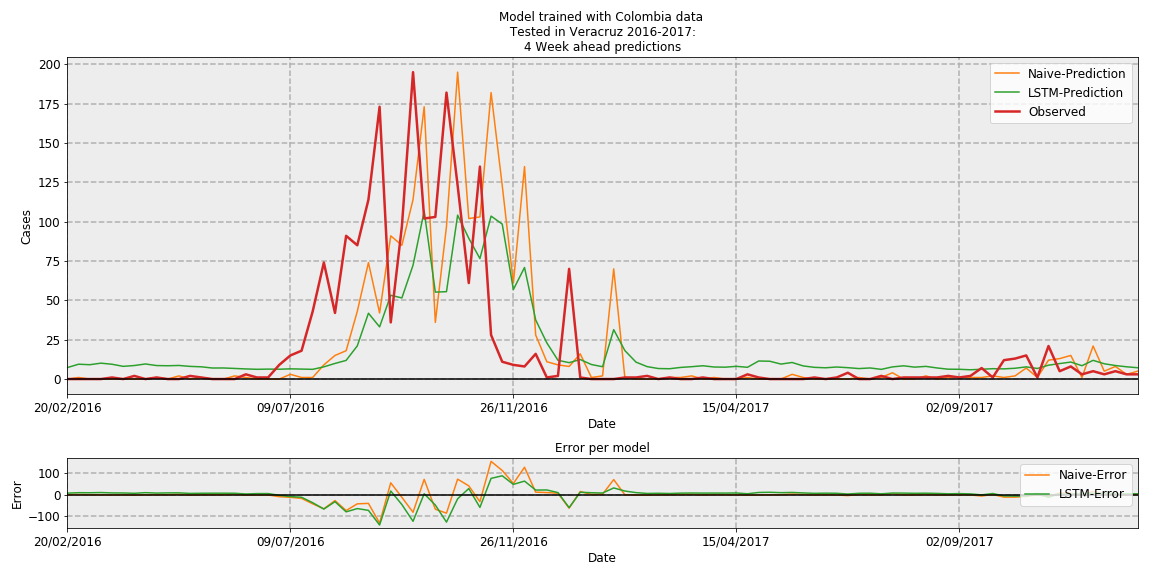 Model trained with Colombia data
Tested in Veracruz 2016-2017:
4 Week ahead predictions
200
175
150
125
100
75
50
25
0
Cases
Naive-Prediction
LSTM-Prediction
Observed
20/02/2016 09/07/2016 26/11/2016 15/04/2017 02/09/2017
Date
Error per model
100
0
−100
Error
Naive-Error
LSTM-Error
20/02/2016 09/07/2016 26/11/2016 15/04/2017 02/09/2017
Date